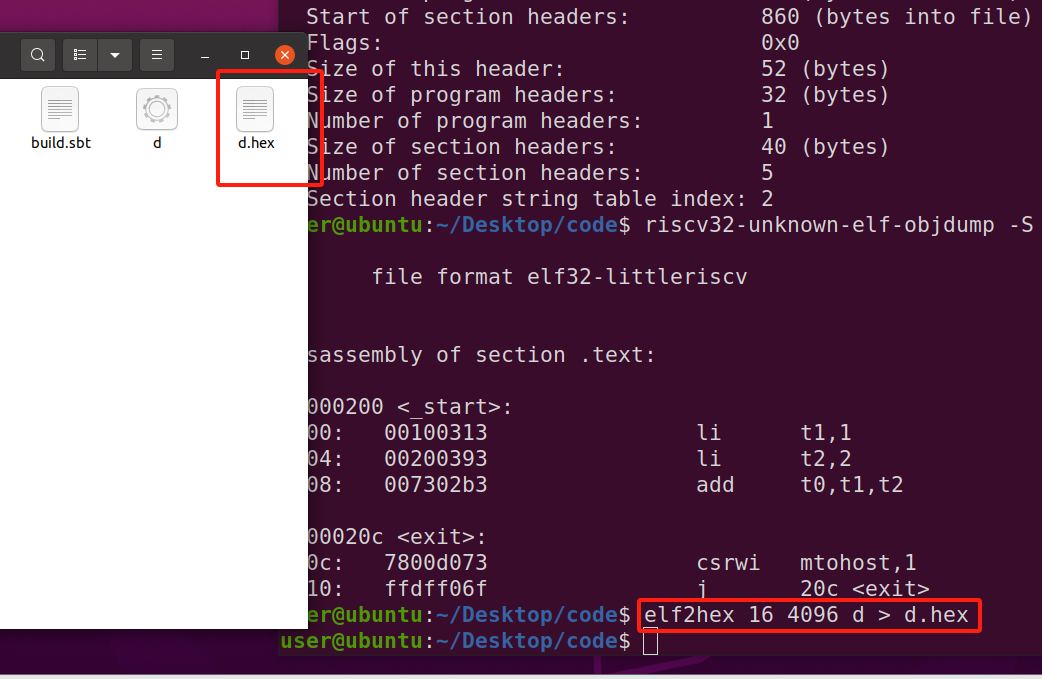 Start of section headers: 860 (bytes into file)
Flags: 0x0
Size of this header: 52 (bytes)
Size of program headers: 32 (bytes)
Number of program headers: 1
Size of section headers: 40 (bytes)
Number of section headers: 5
Section header string table index: 2
er@ubuntu:~/Desktop/code$ riscv32-unknown-elf-objdump -S
file format elf32-littleriscv
sassembly of section .text:
000200 <_start>:
00: 00100313 li t1,1
04: 00200393 li t2,2
08: 007302b3 add t0,t1,t2
00020c <exit>:
0c: 7800d073 csrwi mtohost,1
10: ffdff06f j 20c <exit>
er@ubuntu:~/Desktop/code$ elf2hex 16 4096 d > d.hex
user@ubuntu:~/Desktop/code$
build.sbt
d
d.hex